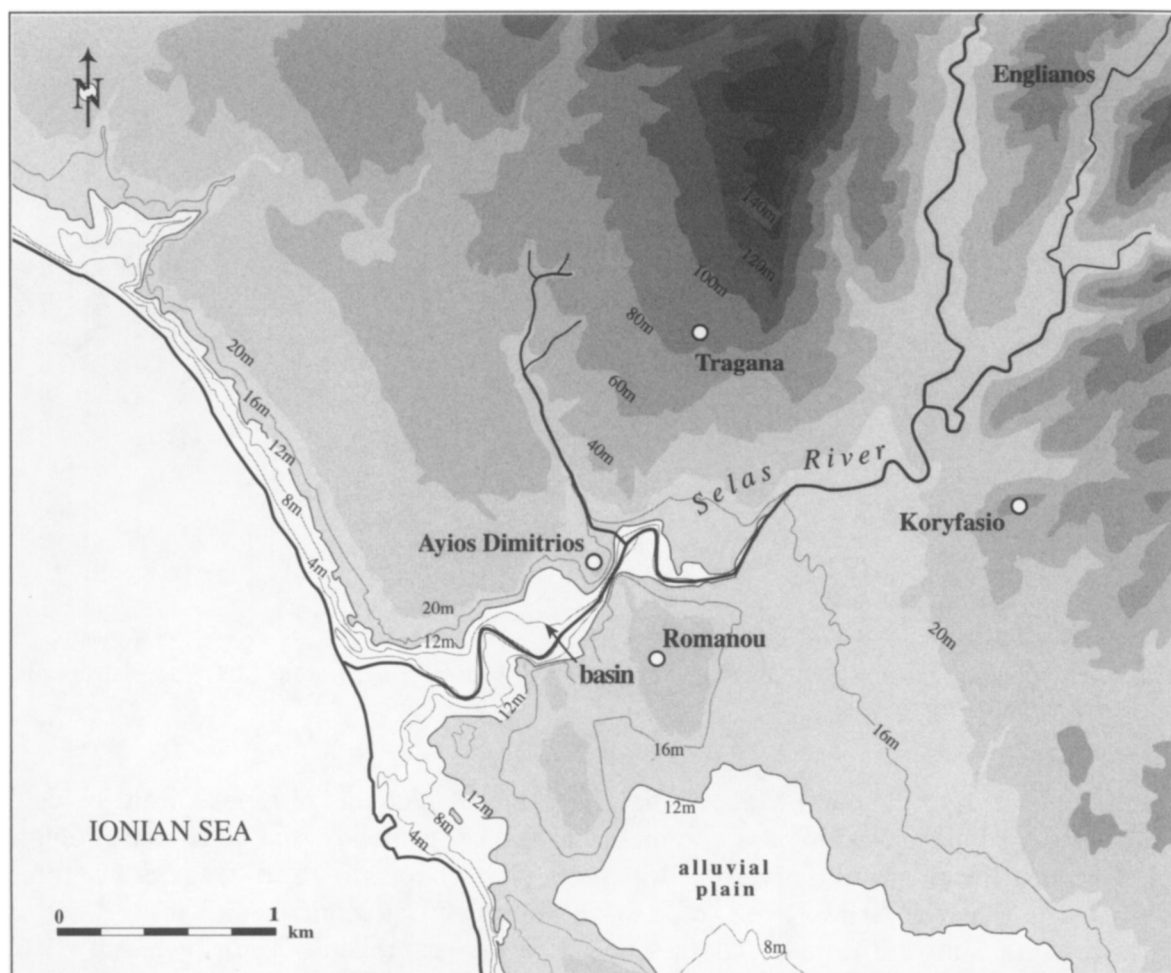 N
Englianos
140m
120m
100m
80m
Tragana
60m
40m
20m
16m
12m
8m
4m
Selas River
Koryfasio
Ayios Dimitrios
20m
12m
Romanou
basin
20m
16m
12m
16m
12m
12m
8m
4m
IONIAN SEA
alluvial
plain
8m
0 1
km